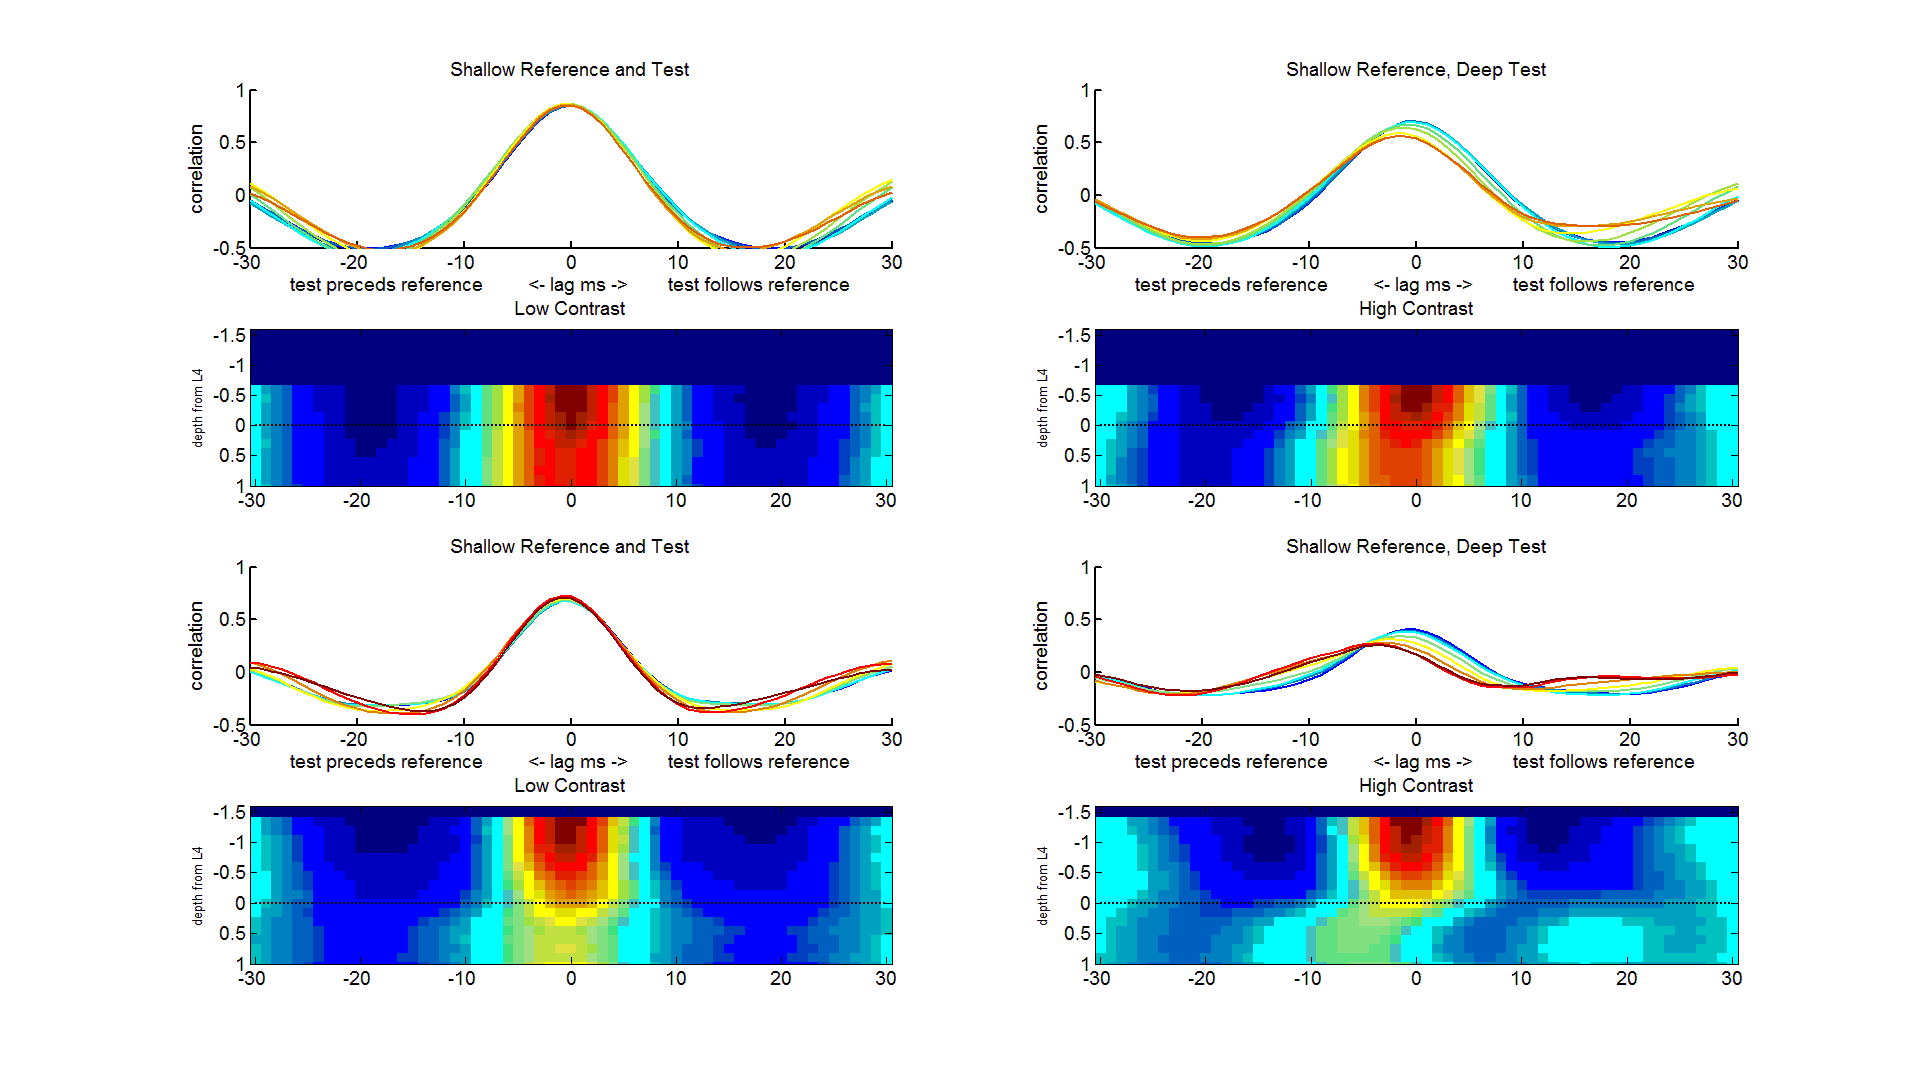 Shallow Reference and Test
1
0.5
0
-0.5
correlation
-30 -20 -10 0 10 20 30
test preceds reference <- lag ms -> test follows reference
Shallow Reference, Deep Test
1
0.5
0
-0.5
correlation
-30 -20 -10 0 10 20 30
test preceds reference <- lag ms -> test follows reference
Low Contrast
-1.5
-1
-0.5
0
0.5
1
depth from L4
-30 -20 -10 0 10 20 30
High Contrast
-1.5
-1
-0.5
0
0.5
1
depth from L4
-30 -20 -10 0 10 20 30
Shallow Reference and Test
1
0.5
0
-0.5
correlation
-30 -20 -10 0 10 20 30
test preceds reference <- lag ms -> test follows reference
Shallow Reference, Deep Test
1
0.5
0
-0.5
correlation
-30 -20 -10 0 10 20 30
test preceds reference <- lag ms -> test follows reference
Low Contrast
-1.5
-1
-0.5
0
0.5
1
depth from L4
-30 -20 -10 0 10 20 30
High Contrast
-1.5
-1
-0.5
0
0.5
1
depth from L4
-30 -20 -10 0 10 20 30